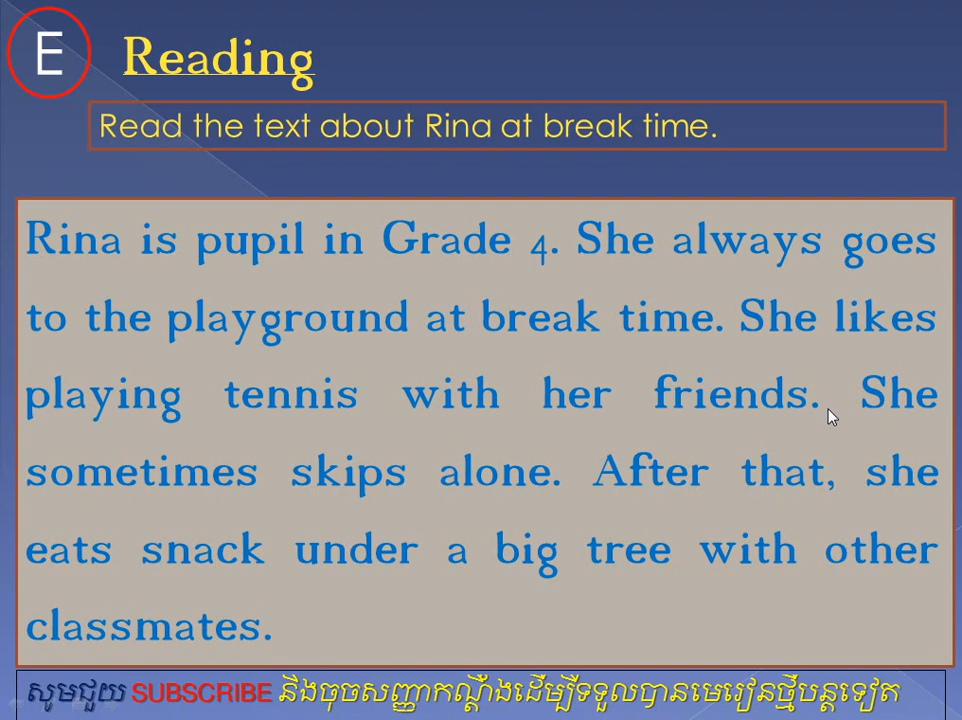 E
Reading
Read the text about Rina at break time.
Rina is pupil in Grade 4. She always goes
to the playground at break time. She likes
playing tennis with her friends. She
sometimes skips alone. After that, she
eats snack under a big tree with other
classmates.
សូមជួយ SUBSCRIBE និងចុចសញ្ញាកណ្ដឹងដើម្បីទទួលបានមេរៀនថ្មីបន្តទៀត